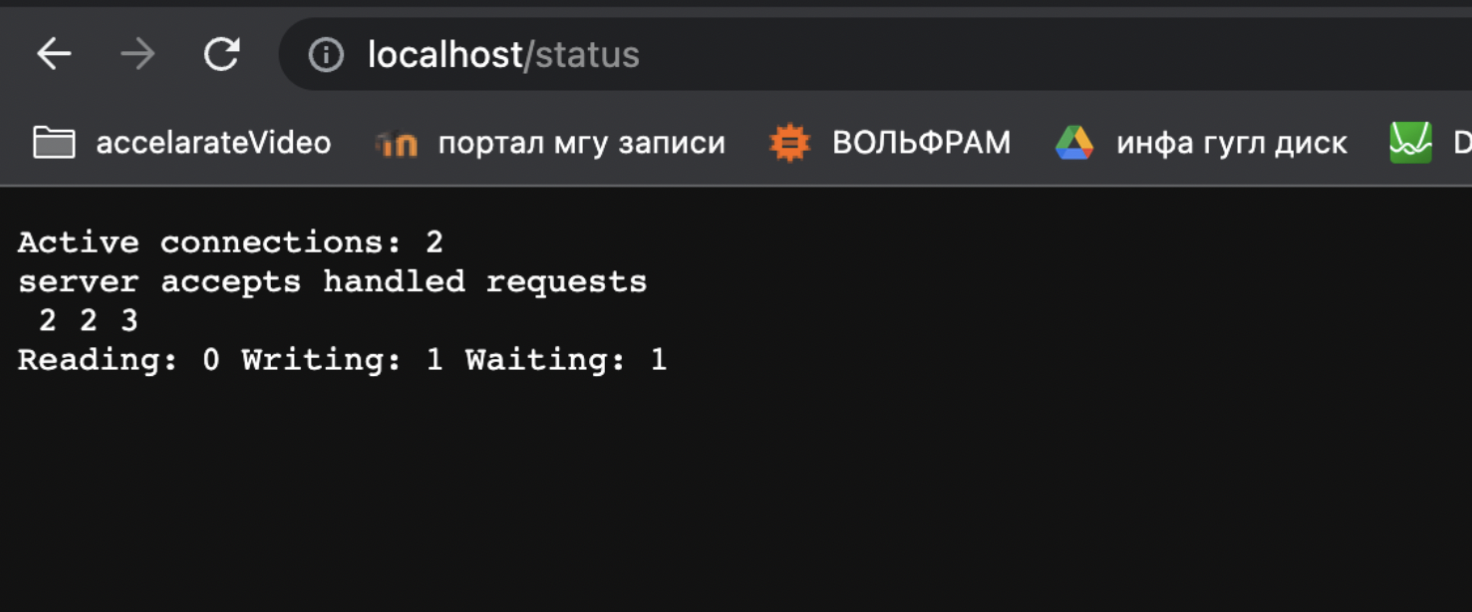 localhost/status
accelarateVideo портал мгу записи ВОЛЬФРАМ инфа гугл диск
Active connections: 2
server accepts handled requests
2 2 3
Reading: 0 Writing: 1 Waiting: 1